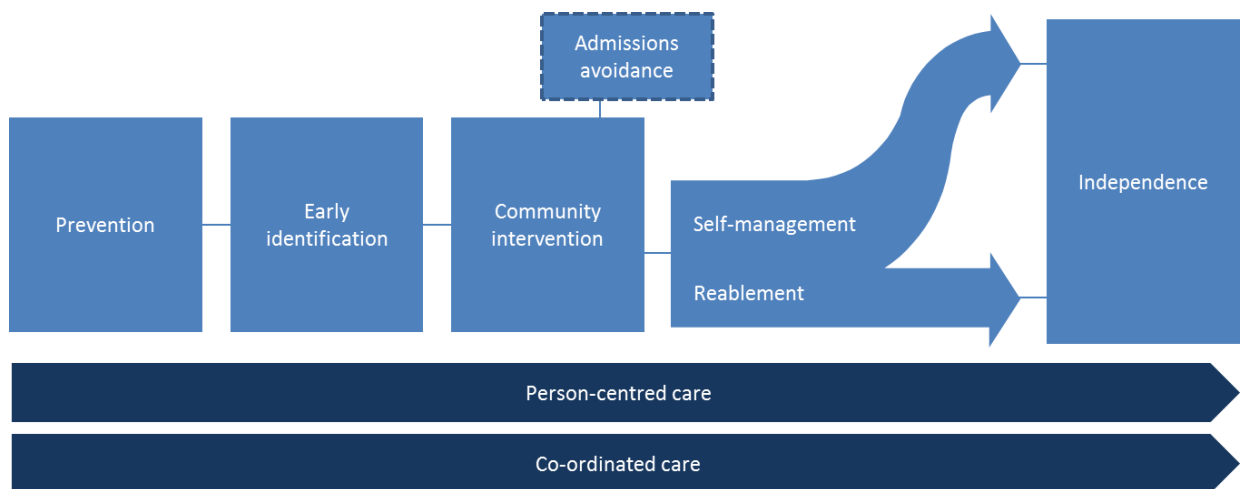 Admissions
avoidance
Prevention
Early
identification
Community
intervention
Self-management
Reablement
Independence
Person-centred care
Co-ordinated care